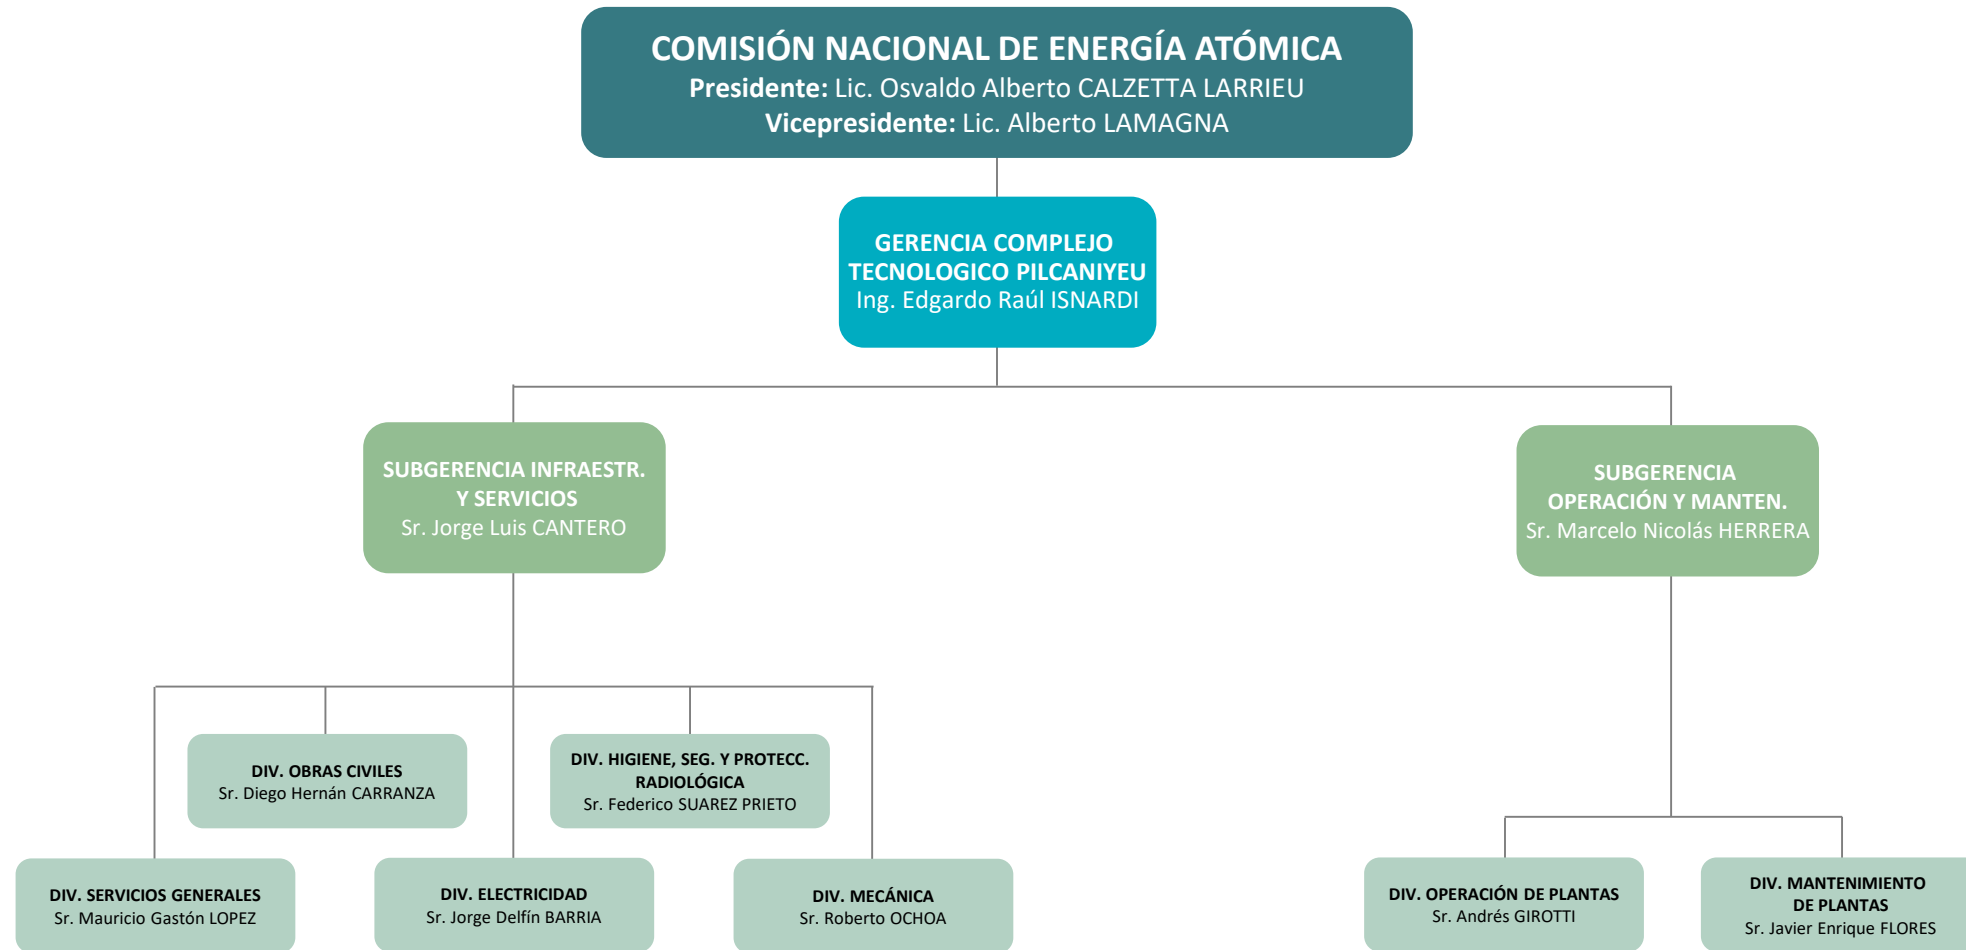 COMISIÓN NACIONAL DE ENERGÍA ATÓMICA
Presidente: Lic. Osvaldo Alberto CALZETTA LARRIEU
Vicepresidente: Lic. Alberto LAMAGNA
GERENCIA COMPLEJO
TECNOLOGICO PILCANIYEU
Ing. Edgardo Raúl ISNARDI
SUBGERENCIA INFRAESTR.
Y SERVICIOS
Sr. Jorge Luis CANTERO
SUBGERENCIA
OPERACIÓN Y MANTEN.
Sr. Marcelo Nicolás HERRERA
DIV. OBRAS CIVILES
Sr. Diego Hernán CARRANZA
DIV. HIGIENE, SEG. Y PROTECC.
RADIOLÓGICA
Sr. Federico SUAREZ PRIETO
DIV. SERVICIOS GENERALES
Sr. Mauricio Gastón LOPEZ
DIV. ELECTRICIDAD
Sr. Jorge Delfín BARRIA
DIV. MECÁNICA
Sr. Roberto OCHOA
DIV. OPERACIÓN DE PLANTAS
Sr. Andrés GIROTTI
DIV. MANTENIMIENTO
DE PLANTAS
Sr. Javier Enrique FLORES